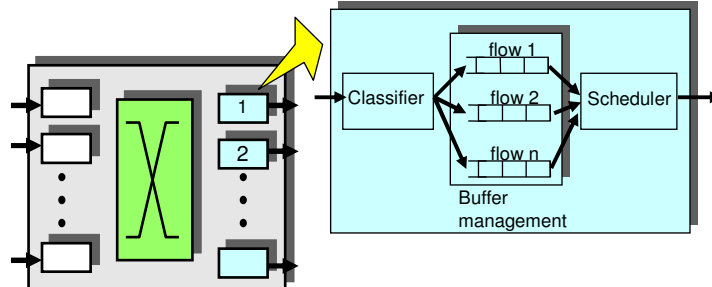 1
2
Classifier
flow 1
flow 2
flow n
Buffer
management
Scheduler